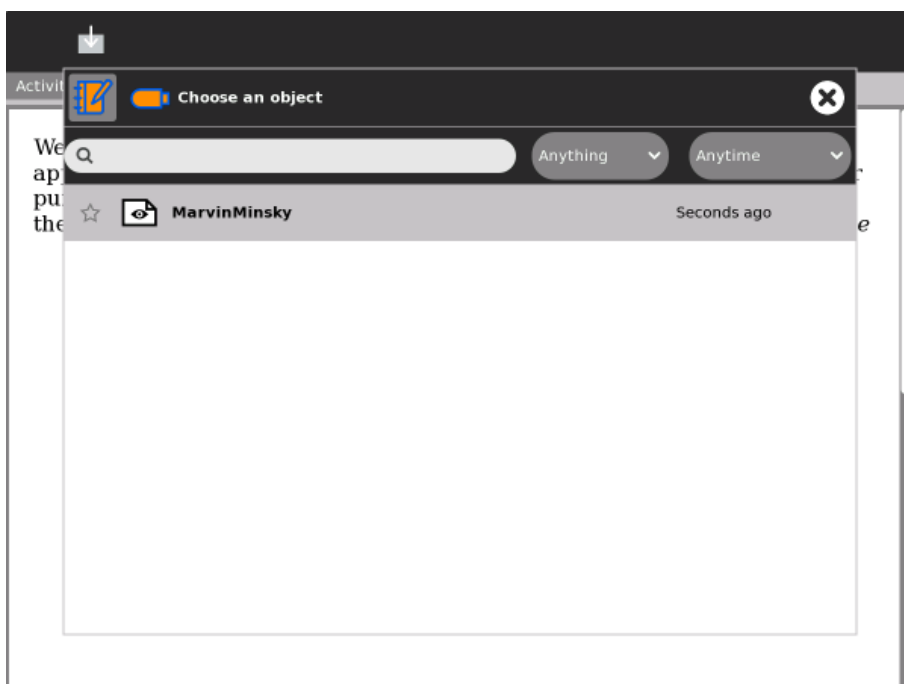 Activit
Choose an object
Anything
Anytime
We
ap
pu
the
MarvinMinsky
Seconds ago
r
e